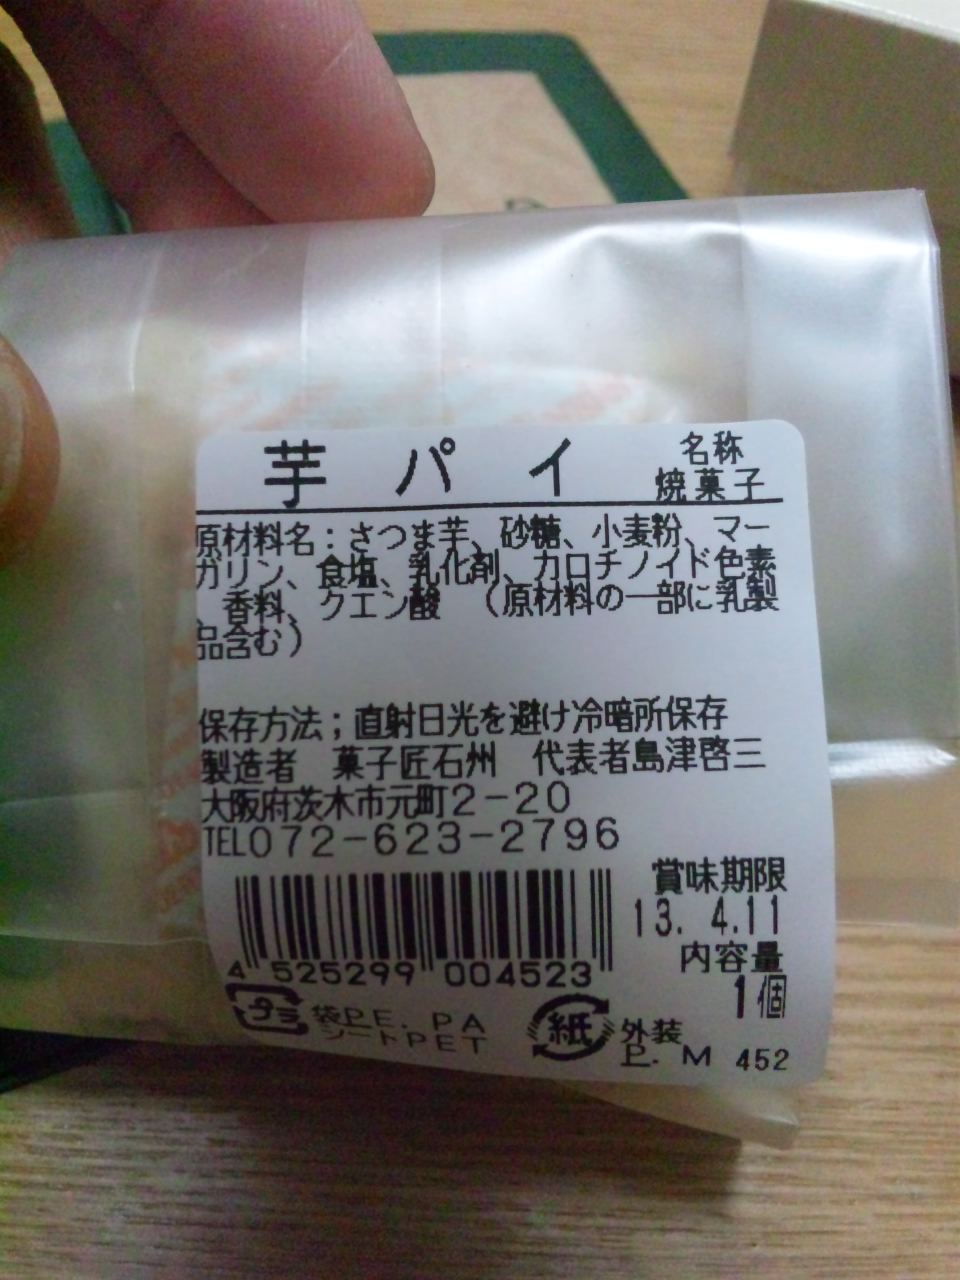 芋パイ 名称
焼菓子
原材料名：さつま芋、砂糖、小麦粉、マー
ガリン、食塩、乳化剤、カロチノイド色素
、香料、クエン酸 （原材料の一部に乳製
品含む）
保存方法；直射日光を避け冷暗所保存
製造者 菓子匠石州 代表者島津啓三
大阪府茨木市元町2-20
TEL072-623-2796
賞味期限
13. 4.11
内容量
1個
4 525299 004523
プラ 袋PE, PA
シートPET
紙 外装
P. M 452